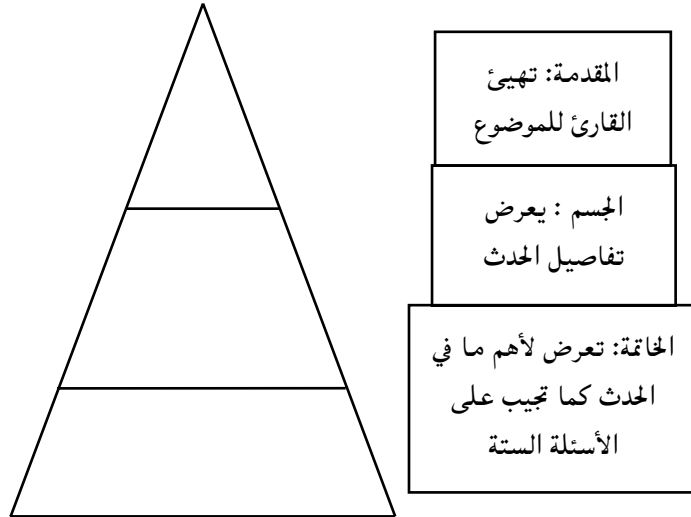 المقدمة: تهيئ
القارئ للموضوع
الجسم : يعرض
تفاصيل الحدث
الخاتمة: تعرض لأهم ما في
الحدث كما تجيب على
الأسئلة الستة